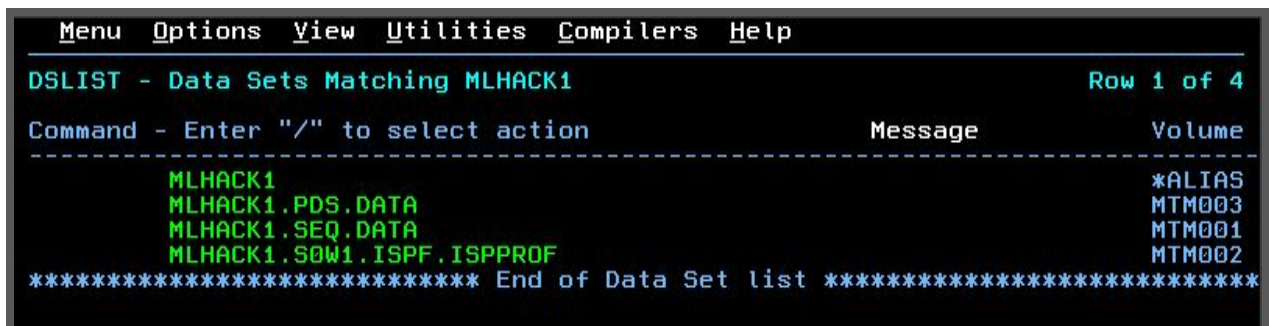 Menu Options View Utilities Compilers Help
DSLIST - Data Sets Matching MLHACK1 Row 1 of 4
Command - Enter "/" to select action Message Volume
-------------------------------------------------------------------------------
MLHACK1 *ALIAS
MLHACK1.PDS.DATA MTM003
MLHACK1.SEQ.DATA MTM001
MLHACK1.S0W1.ISPF.ISPPROF MTM002
***************************** End of Data Set list ****************************